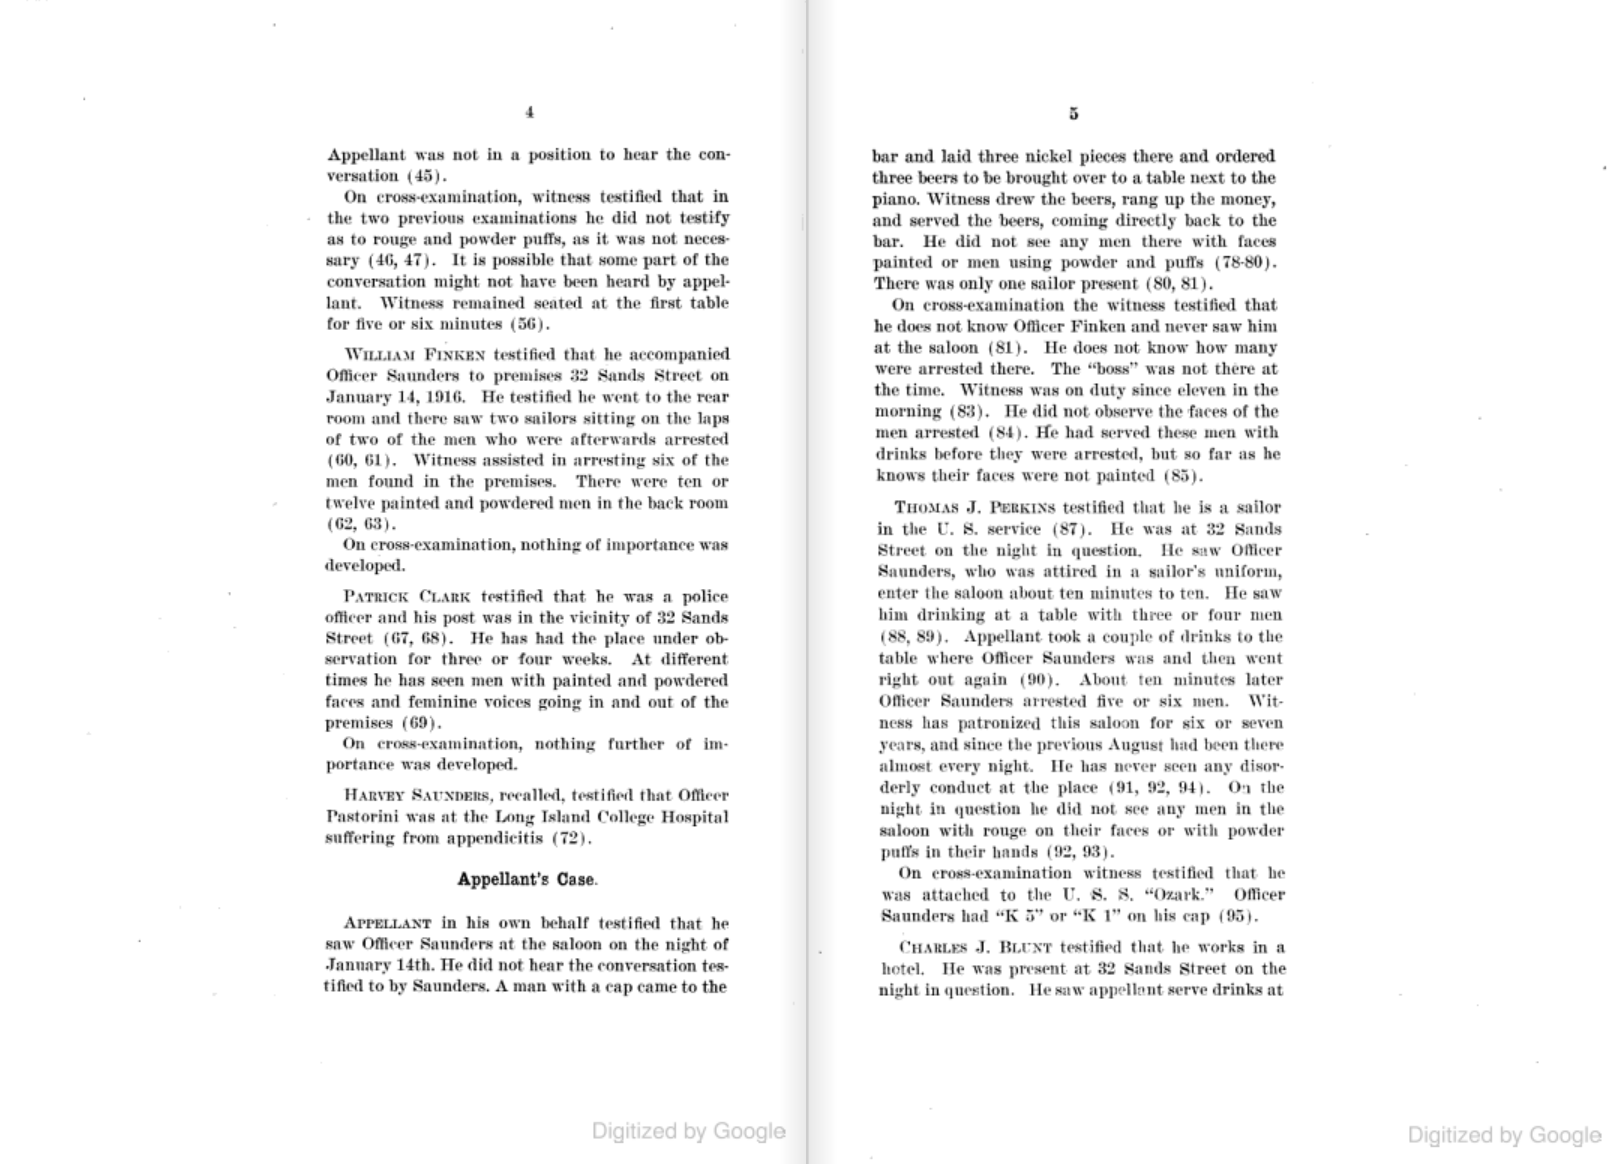 4
Appellant was not in a position to hear the con-
versation (45).
On cross-examination, witness testified that in
the two previous examinations he did not testify
as to rouge and powder puffs, as it was not neces-
sary (46, 47). It is possible that some part of the
conversation might not have been heard by appel-
lant. Witness remained seated at the first table
for five or six minutes (56).
WILLIAM FINKEN testified that he accompanied
Officer Saunders to premises 32 Sands Street on
January 14, 1916. He testified he went to the rear
room and there saw two sailors sitting on the laps
of two of the men who were afterwards arrested
(60, 61). Witness assisted in arresting six of the
men found in the premises. There were ten or
twelve painted and powdered men in the back room
(62, 63).
On cross-examination, nothing of importance was
developed.
PATRICK CLARK testified that he was a police
officer and his post was in the vicinity of 32 Sands
Street (67, 68). He has had the place under ob-
servation for three or four weeks. At different
times he has seen men with painted and powdered
faces and feminine voices going in and out of the
premises (69).
On cross-examination, nothing further of im-
portance was developed.
HARVEY SAUNDERS, recalled, testified that Officer
Pastorini was at the Long Island College Hospital
suffering from appendicitis (72).
Appellant's Case.
APPELLANT in his own behalf testified that he
saw Officer Saunders at the saloon on the night of
January 14th. He did not hear the conversation tes-
tified to by Saunders. A man with a cap came to the
Digitized by Google
5
bar and laid three nickel pieces there and ordered
three beers to be brought over to a table next to the
piano. Witness drew the beers, rang up the money,
and served the beers, coming directly back to the
bar. He did not see any men there with faces
painted or men using powder and puffs (78-80).
There was only one sailor present (80, 81).
On cross-examination the witness testified that
he does not know Officer Finken and never saw him
at the saloon (81). He does not know how many
were arrested there. The "boss" was not there at
the time. Witness was on duty since eleven in the
morning (83). He did not observe the faces of the
men arrested (84). He had served these men with
drinks before they were arrested, but so far as he
knows their faces were not painted (85).
THOMAS J. PERKINS testified that he is a sailor
in the U. S. service (87). He was at 32 Sands
Street on the night in question. He saw Officer
Saunders, who was attired in a sailor's uniform,
enter the saloon about ten minutes to ten. He saw
him drinking at a table with three or four men
(88, 89). Appellant took a couple of drinks to the
table where Officer Saunders was and then went
right out again (90). About ten minutes later
Officer Saunders arrested five or six men. Wit-
ness has patronized this saloon for six or seven
years, and since the previous August had been there
almost every night. He has never seen any disor-
derly conduct at the place (91, 92, 94). On the
night in question he did not see any men in the
saloon with rouge on their faces or with powder
puffs in their hands (92, 93).
On cross-examination witness testified that he
was attached to the U. S. S. "Ozark." Officer
Saunders had "K 5" or "K 1" on his cap (95).
CHARLES J. BLUNT testified that he works in a
hotel. He was present at 32 Sands Street on the
night in question. He saw appellant serve drinks at
Digitized by Google